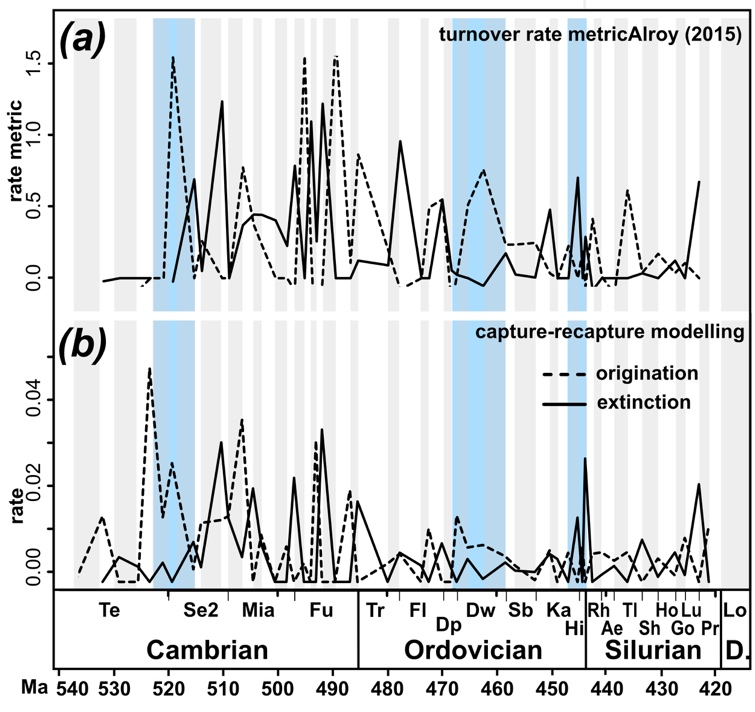 (a)
turnover rate metricAlroy (2015)
rate metric
1.5
1.0
0.5
0.0
(b)
capture-recapture modelling
origination
extinction
rate
0.04
0.02
0.00
Te Se2 Mia Fu Tr Fl Dw Sb Ka Rh Tl Ho Lu Lo
Dp Hi Ae Sh Go Pr
Cambrian Ordovician Silurian D.
Ma 540 530 520 510 500 490 480 470 460 450 440 430 420